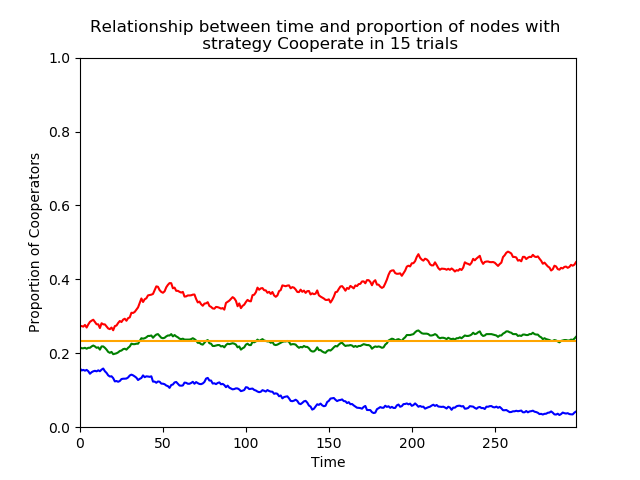 Relationship between time and proportion of nodes with
strategy Cooperate in 15 trials
1.0
0.8
0.6
0.4
0.2
0.0
Proportion of Cooperators
0 50 100 150 200 250
Time